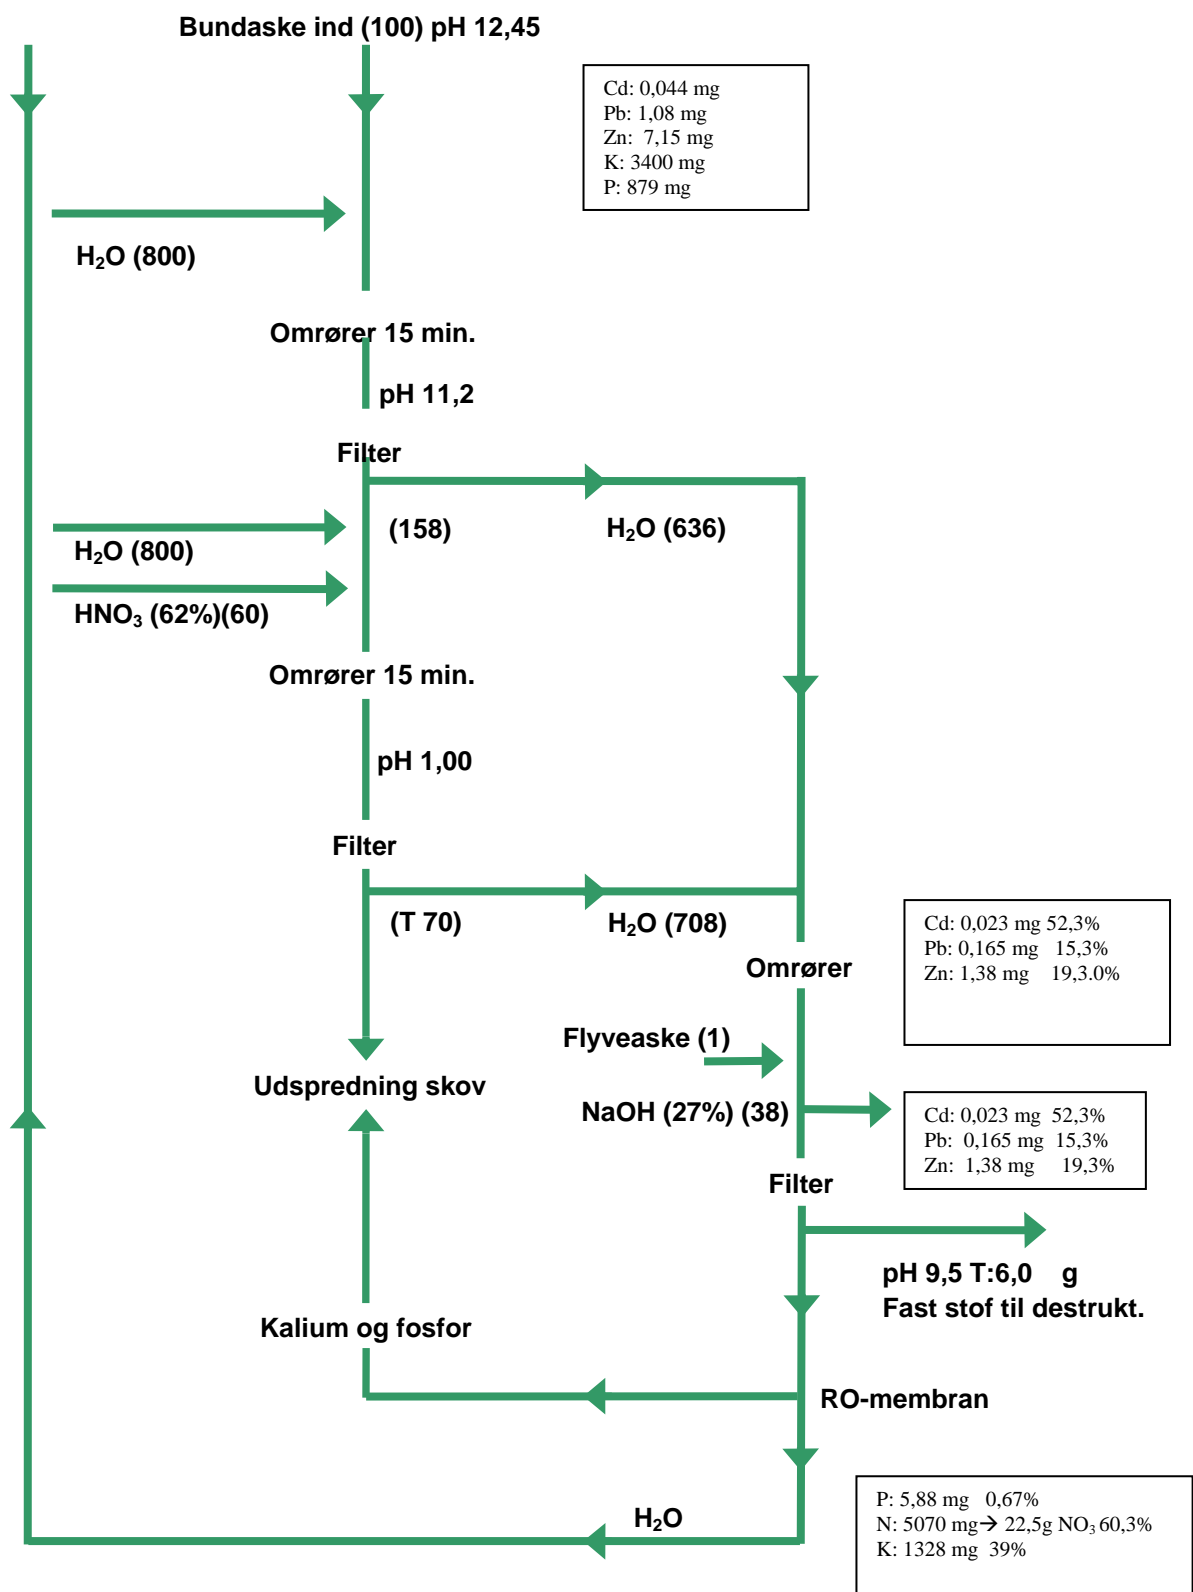 Bundaske ind (100) pH 12,45
Cd: 0,044 mg
Pb: 1,08 mg
Zn: 7,15 mg
K: 3400 mg
P: 879 mg
H₂O (800)
Omrører 15 min.
pH 11,2
Filter
(158)
H₂O (636)
H₂O (800)
HNO₃ (62%)(60)
Omrører 15 min.
pH 1,00
Filter
(T 70)
H₂O (708)
Cd: 0,023 mg 52,3%
Pb: 0,165 mg 15,3%
Zn: 1,38 mg 19,3.0%
Omrører
Flyveaske (1)
Udspredning skov
NaOH (27%) (38)
Cd: 0,023 mg 52,3%
Pb: 0,165 mg 15,3%
Zn: 1,38 mg 19,3%
Filter
pH 9,5 T:6,0 g
Fast stof til destrukt.
Kalium og fosfor
RO-membran
P: 5,88 mg 0,67%
N: 5070 mg→ 22,5g NO₃ 60,3%
K: 1328 mg 39%
H₂O